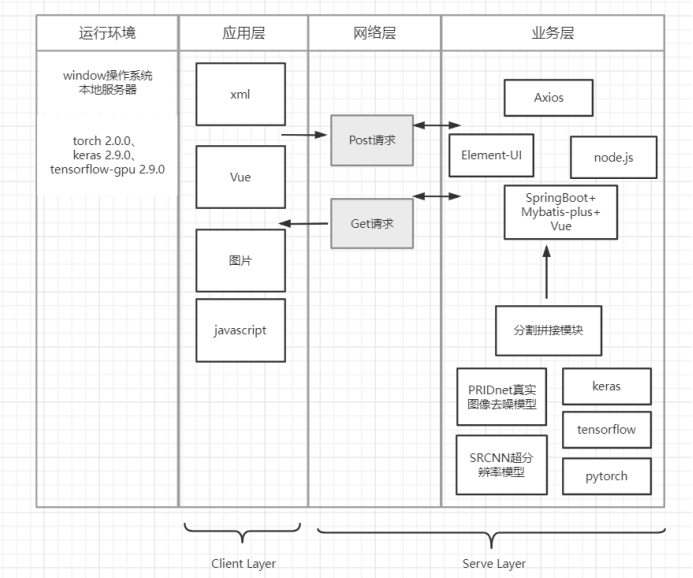 运行环境
应用层
网络层
业务层
window操作系统
本地服务器
torch 2.0.0、
keras 2.9.0、
tensorflow-gpu 2.9.0
xml
Vue
图片
javascript
Post请求
Get请求
Axios
Element-UI
node.js
SpringBoot+
Mybatis-plus+
Vue
分割拼接模块
PRIDnet真实
图像去噪模型
keras
tensorflow
SRCNN超分
辨率模型
pytorch
Client Layer
Serve Layer